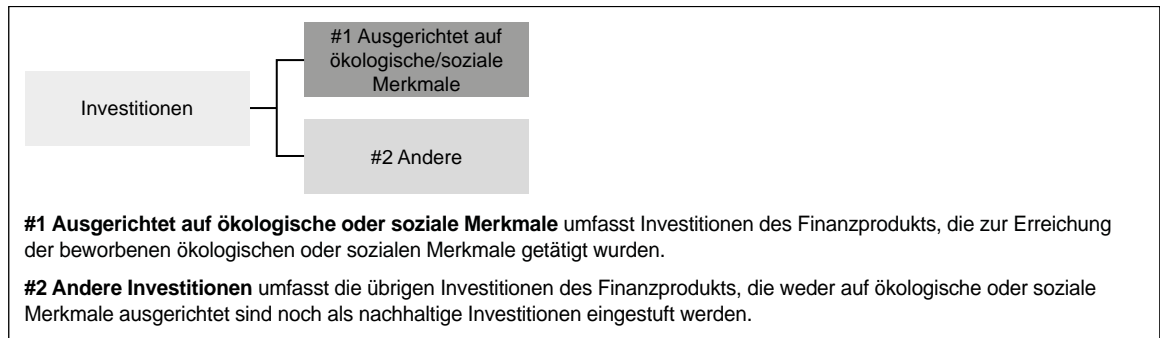 #1 Ausgerichtet auf
ökologische/soziale
Merkmale
Investitionen
#2 Andere
#1 Ausgerichtet auf ökologische oder soziale Merkmale umfasst Investitionen des Finanzprodukts, die zur Erreichung
der beworbenen ökologischen oder sozialen Merkmale getätigt wurden.
#2 Andere Investitionen umfasst die übrigen Investitionen des Finanzprodukts, die weder auf ökologische oder soziale
Merkmale ausgerichtet sind noch als nachhaltige Investitionen eingestuft werden.